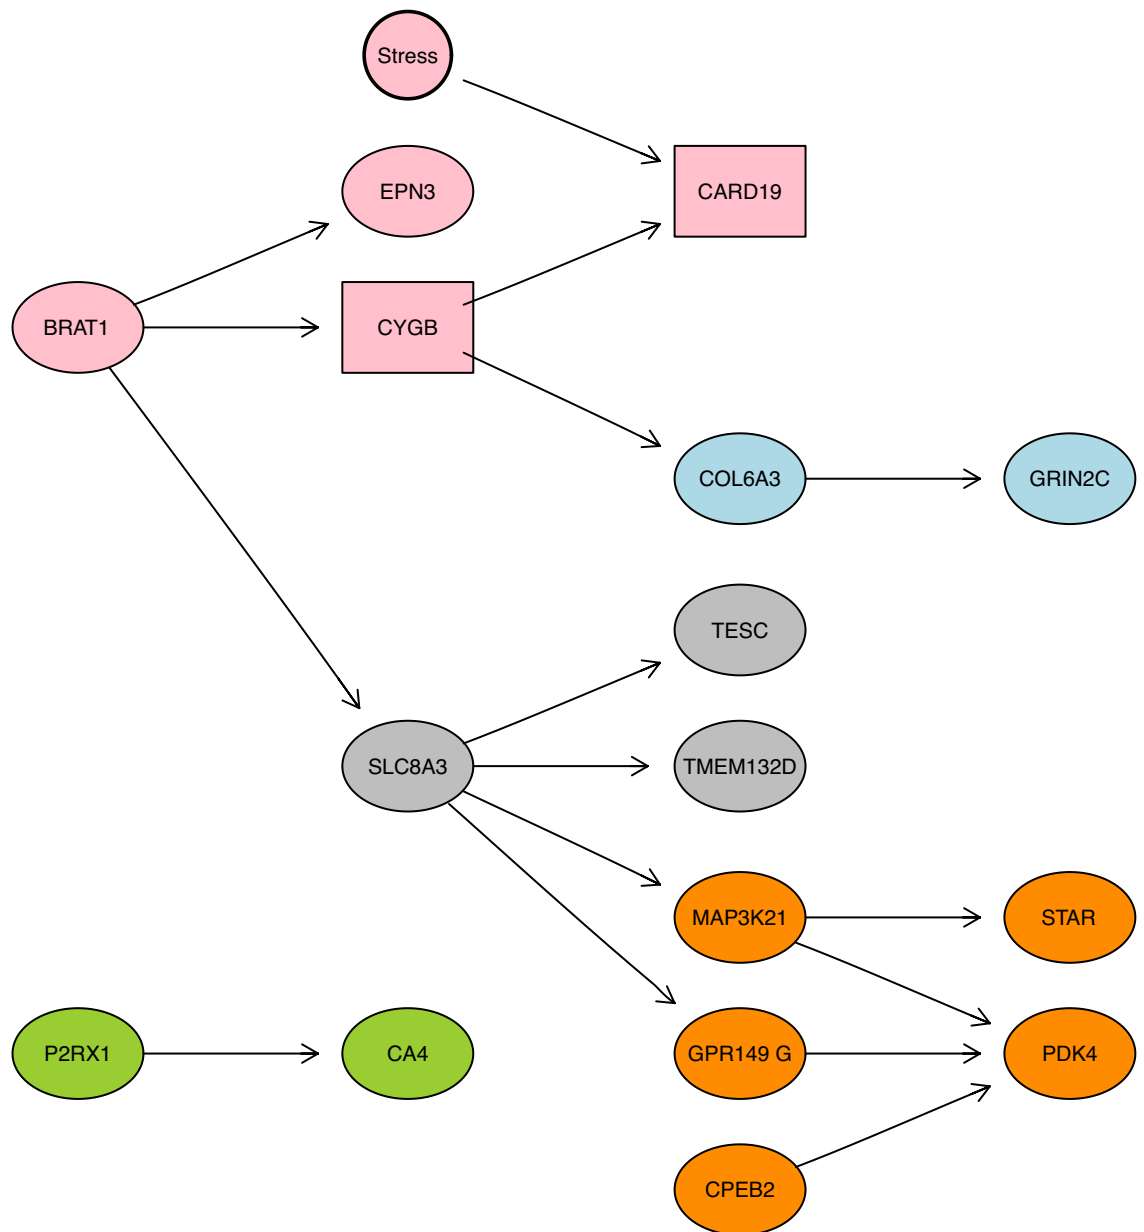 Stress
EPN3
CARD19
BRAT1
CYGB
COL6A3
GRIN2C
TESC
SLC8A3
TMEM132D
MAP3K21
STAR
P2RX1
CA4
GPR149 G
PDK4
CPEB2